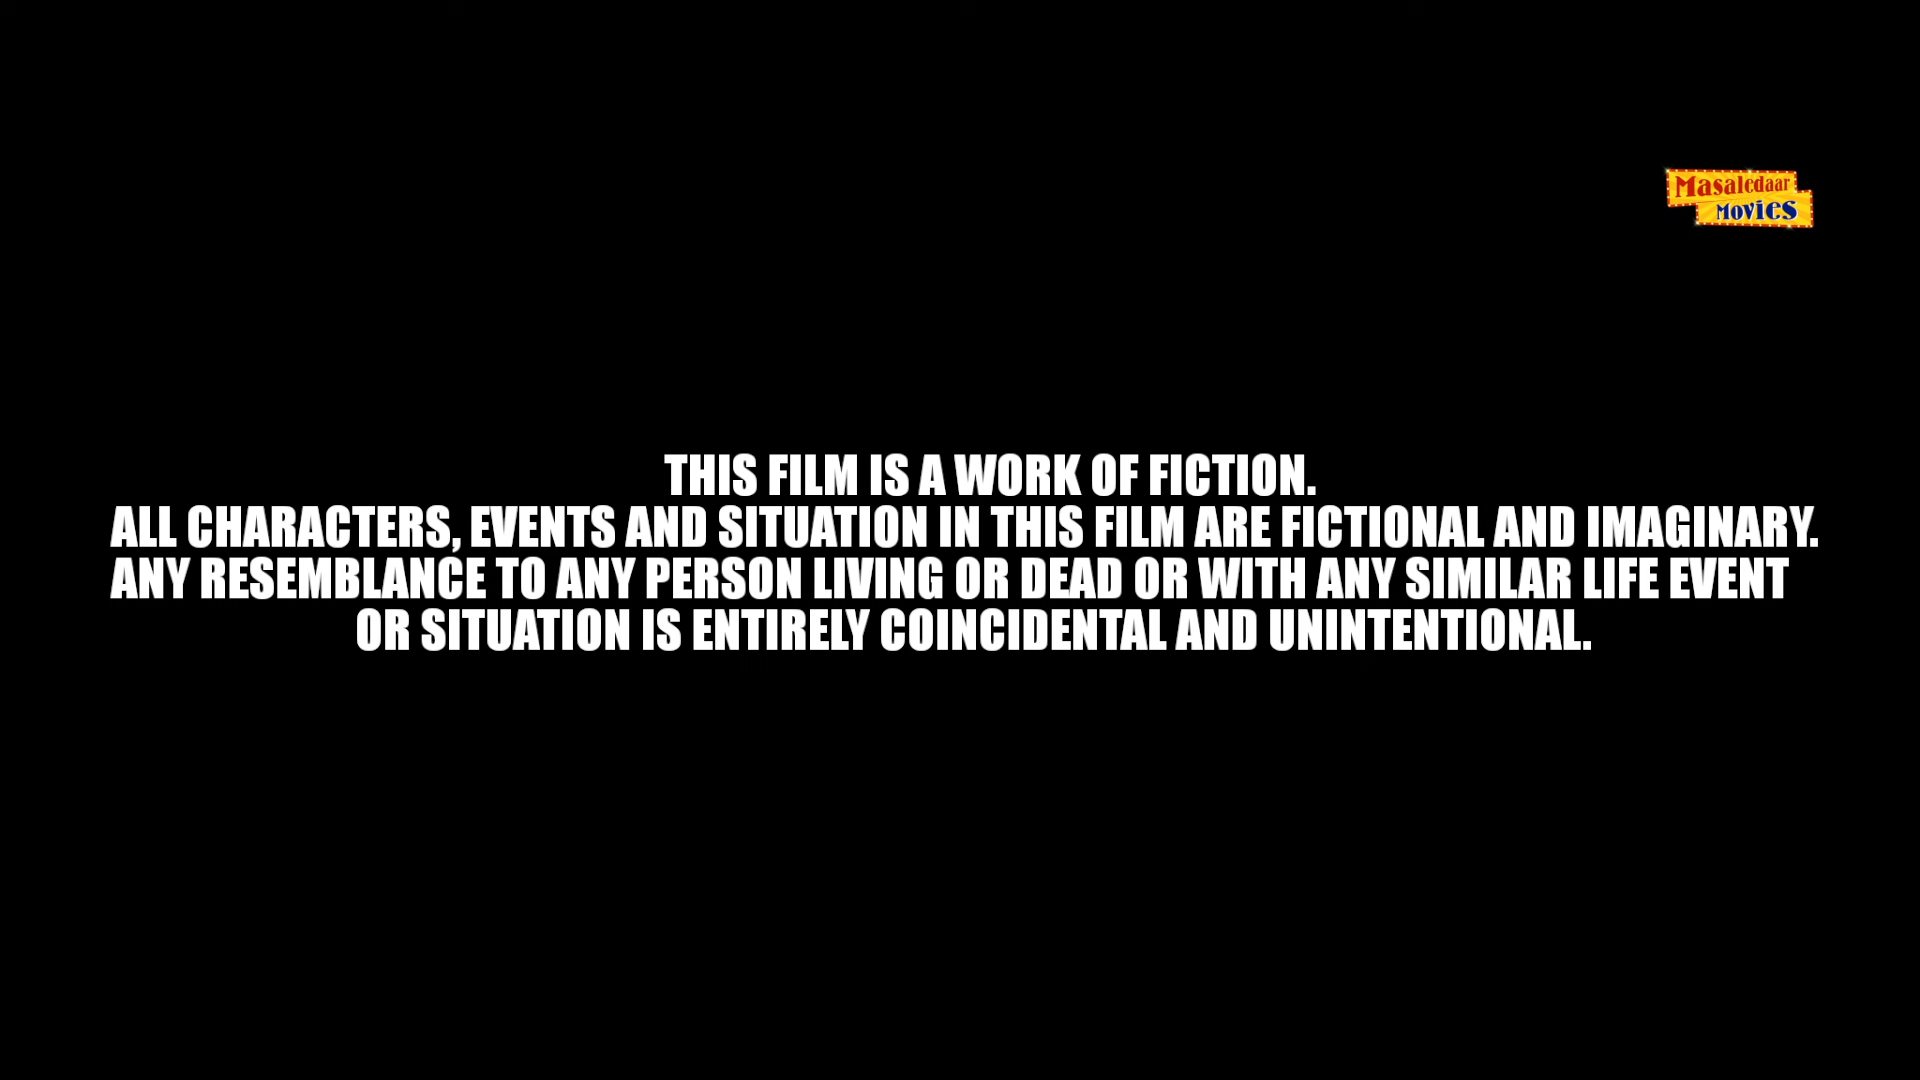 Masaledaar
Movies
THIS FILM IS A WORK OF FICTION.
ALL CHARACTERS, EVENTS AND SITUATION IN THIS FILM ARE FICTIONAL AND IMAGINARY.
ANY RESEMBLANCE TO ANY PERSON LIVING OR DEAD OR WITH ANY SIMILAR LIFE EVENT
OR SITUATION IS ENTIRELY COINCIDENTAL AND UNINTENTIONAL.